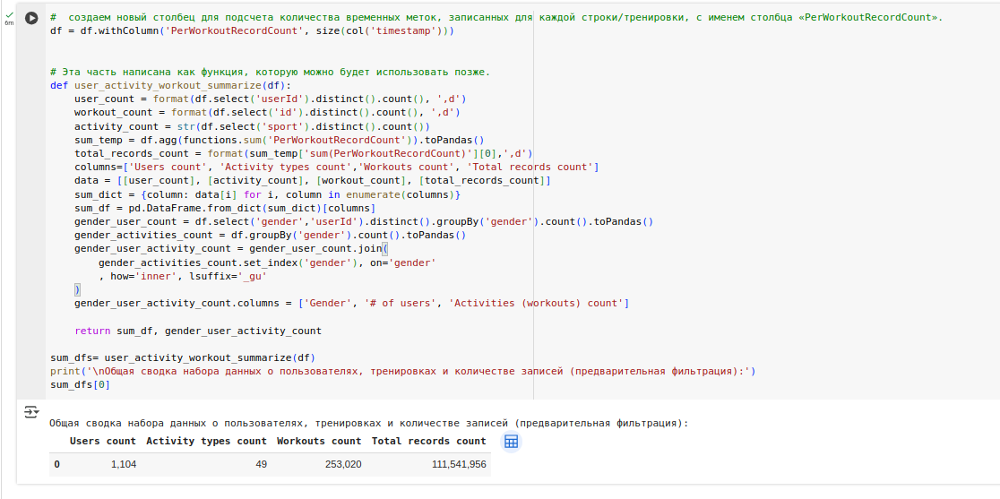 #  создаем новый столбец для подсчета количества временных меток, записанных для каждой строки/тренировки, с именем столбца «PerWorkoutRecordCount».
6m
df = df.withColumn('PerWorkoutRecordCount', size(col('timestamp')))
# Эта часть написана как функция, которую можно будет использовать позже.
def user_activity_workout_summarize(df):
    user_count = format(df.select('userId').distinct().count(), ',d')
    workout_count = format(df.select('id').distinct().count(), ',d')
    activity_count = str(df.select('sport').distinct().count())
    sum_temp = df.agg(functions.sum('PerWorkoutRecordCount')).toPandas()
    total_records_count = format(sum_temp['sum(PerWorkoutRecordCount)'][0],',d')
    columns=['Users count', 'Activity types count','Workouts count', 'Total records count']
    data = [[user_count], [activity_count], [workout_count], [total_records_count]]
    sum_dict = {column: data[i] for i, column in enumerate(columns)}
    sum_df = pd.DataFrame.from_dict(sum_dict)[columns]
    gender_user_count = df.select('gender','userId').distinct().groupBy('gender').count().toPandas()
    gender_activities_count = df.groupBy('gender').count().toPandas()
    gender_user_activity_count = gender_user_count.join(
        gender_activities_count.set_index('gender'), on='gender'
        , how='inner', lsuffix='_gu'
    )
    gender_user_activity_count.columns = ['Gender', '# of users', 'Activities (workouts) count']
    return sum_df, gender_user_activity_count
sum_dfs= user_activity_workout_summarize(df)
print('\nОбщая сводка набора данных о пользователях, тренировках и количестве записей (предварительная фильтрация):')
sum_dfs[0]
Общая сводка набора данных о пользователях, тренировках и количестве записей (предварительная фильтрация):
Users count Activity types count Workouts count Total records count
0 1,104 49 253,020 111,541,956